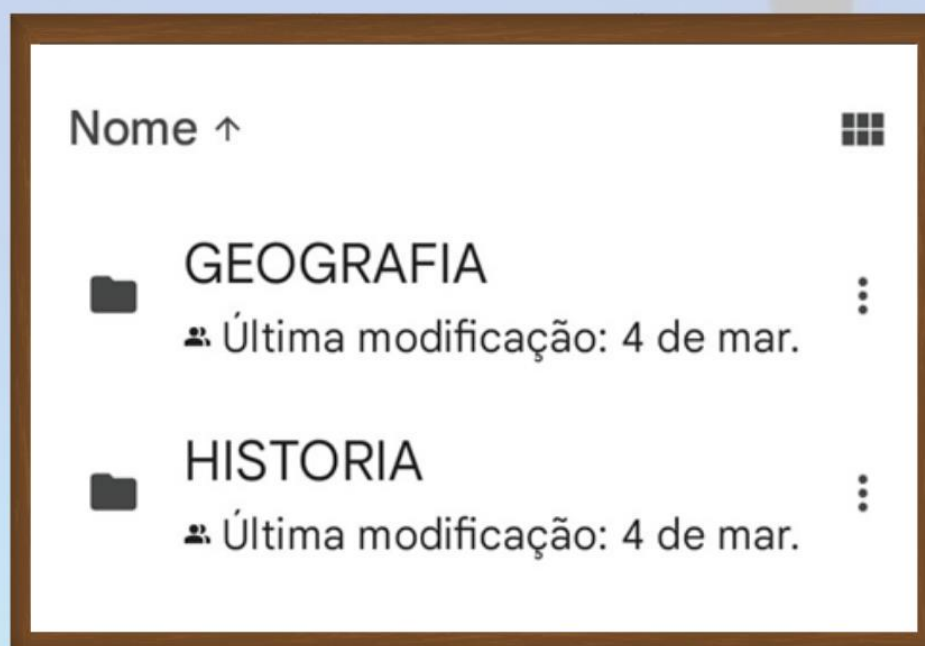 Nome ↑
GEOGRAFIA
Última modificação: 4 de mar.
HISTORIA
Última modificação: 4 de mar.